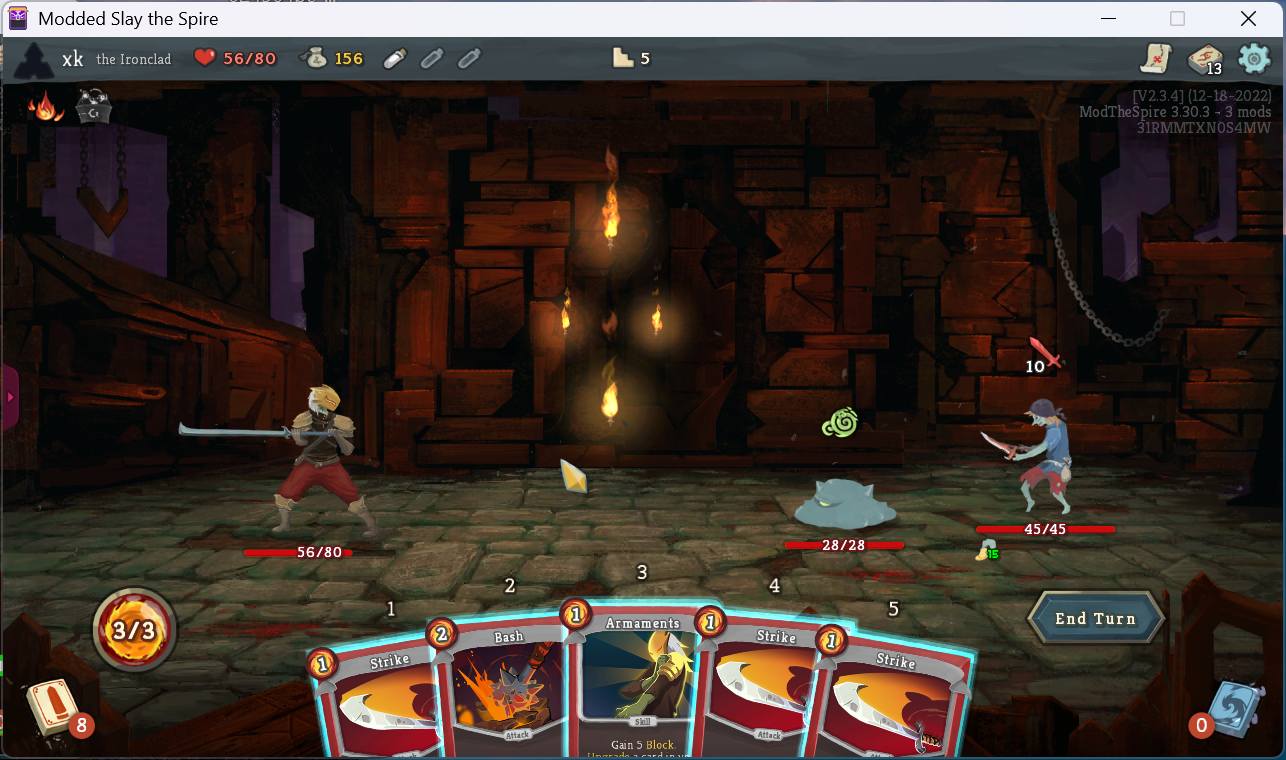 Modded Slay the Spire
xk the Ironclad 56/80 156 5 13
[V2.3.4] (12-18-2022)
ModTheSpire 3.30.3 - 3 mods
31RMMTXN0S4MW
10
56/80
28/28
45/45
15
1 2 3 4 5
3/3
End Turn
1 Strike
2 Bash
1 Armaments
1 Strike
1 Strike
Attack
Skill
Attack
Gain 5 Block.
Upgrade a card in
8
0